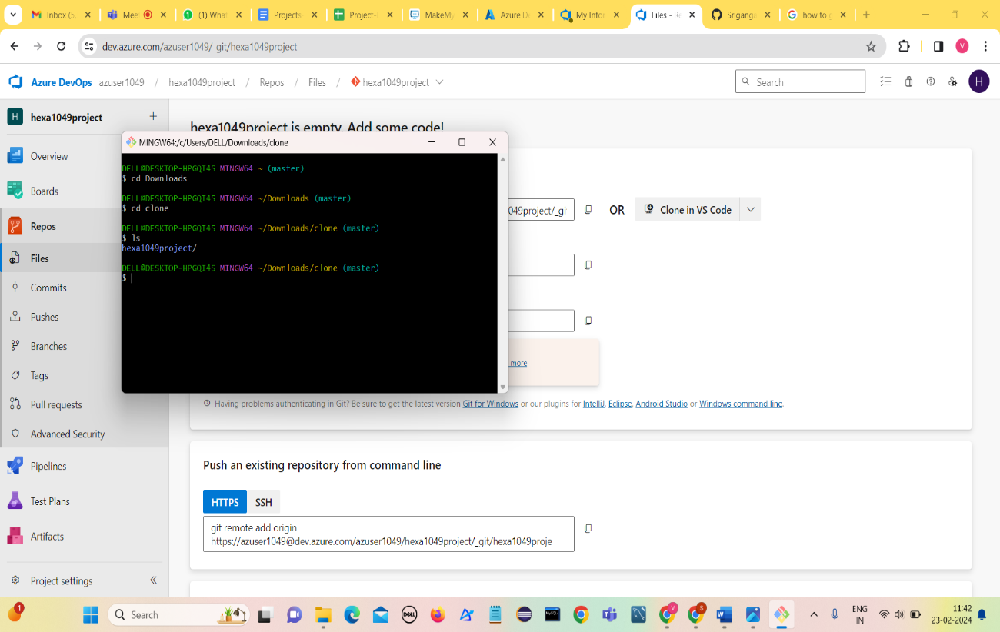 Inbox (5
Mee
(1) What
Projects-
Project-
MakeMy
Azure De
My Infor
Files - Re
Sriganga
how to g
dev.azure.com/azuser1049/_git/hexa1049project
V
Azure DevOps azuser1049 / hexa1049project / Repos / Files / hexa1049project
Search
H
H hexa1049project +
hexa1049project is empty. Add some code!
Overview
Boards
Repos
Files
Commits
Pushes
Branches
Tags
Pull requests
Advanced Security
Pipelines
Test Plans
Artifacts
Project settings
MINGW64:/c/Users/DELL/Downloads/clone
DELL@DESKTOP-HPGQI4S MINGW64 ~ (master)
$ cd Downloads
DELL@DESKTOP-HPGQI4S MINGW64 ~/Downloads (master)
$ cd clone
DELL@DESKTOP-HPGQI4S MINGW64 ~/Downloads/clone (master)
$ ls
hexa1049project/
DELL@DESKTOP-HPGQI4S MINGW64 ~/Downloads/clone (master)
$
049project/_gi
OR
Clone in VS Code
more
Having problems authenticating in Git? Be sure to get the latest version Git for Windows or our plugins for IntelliJ, Eclipse, Android Studio or Windows command line.
Push an existing repository from command line
HTTPS SSH
git remote add origin
https://azuser1049@dev.azure.com/azuser1049/hexa1049project/_git/hexa1049proje
1
Search
DELL
MySQL
V
S
ENG
IN
11:42
23-02-2024